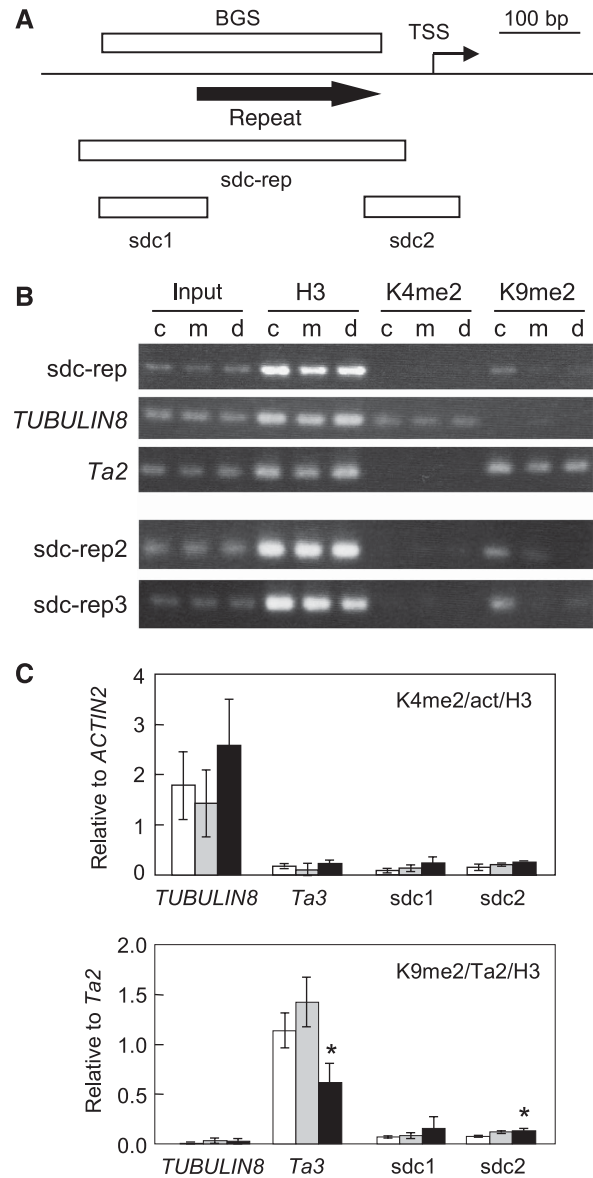 A
BGS
TSS
100 bp
Repeat
sdc-rep
sdc1
sdc2
B
Input H3 K4me2 K9me2
c m d c m d c m d c m d
sdc-rep
TUBULIN8
Ta2
sdc-rep2
sdc-rep3
C
K4me2/act/H3
Relative to ACTIN2
4
3
2
1
0
TUBULIN8 Ta3 sdc1 sdc2
K9me2/Ta2/H3
Relative to Ta2
2.0
1.5
1.0
0.5
0.0
*
*
TUBULIN8 Ta3 sdc1 sdc2